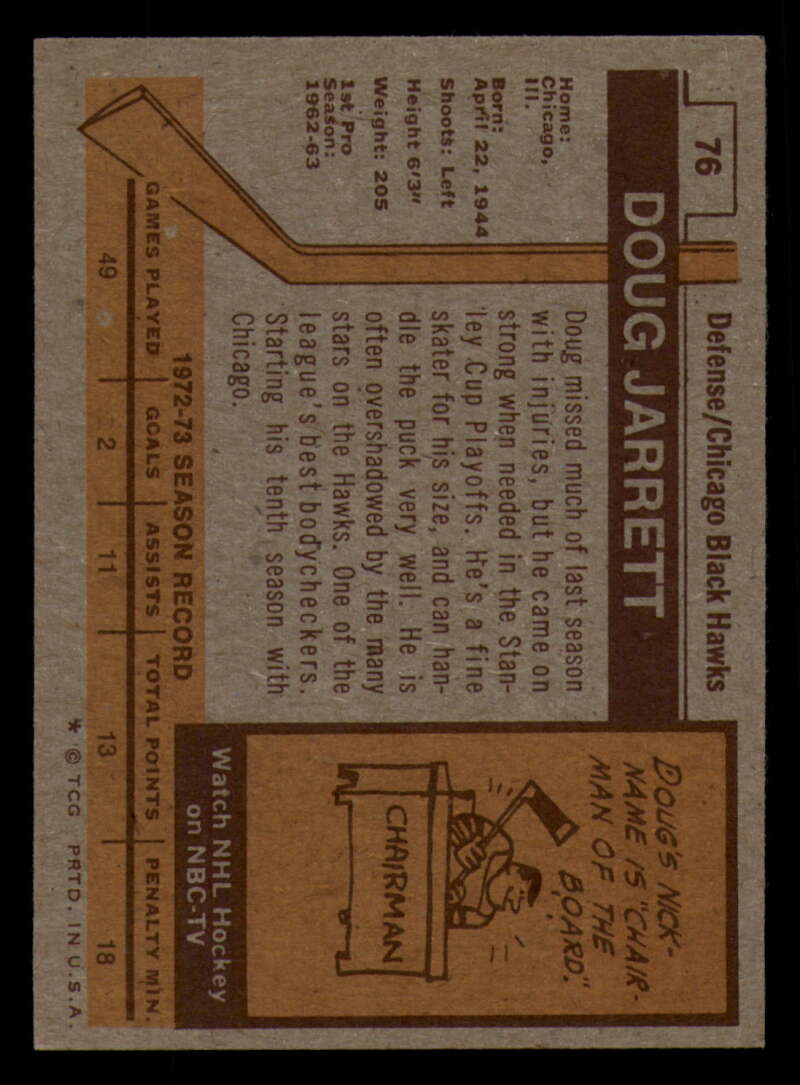 76
Defense/Chicago Black Hawks
DOUG JARRETT
Home:
Chicago,
Ill.
Born:
April 22, 1944
Shoots: Left
Height 6'3"
Weight: 205
1st Pro
Season:
1962-63
Doug missed much of last season
with injuries, but he came on
strong when needed in the Stan-
ley Cup Playoffs. He's a fine
skater for his size, and can han-
dle the puck very well. He is
often overshadowed by the many
stars on the Hawks. One of the
league's best bodycheckers.
Starting his tenth season with
Chicago.
DOUG'S NICK-
NAME IS "CHAIR-
MAN OF THE
BOARD."
CHAIRMAN
Watch NHL Hockey
on NBC-TV
1972-73 SEASON RECORD
GAMES PLAYED GOALS ASSISTS TOTAL POINTS PENALTY MIN.
49 2 11 13 18
* © TCG PRTD. IN U.S.A.